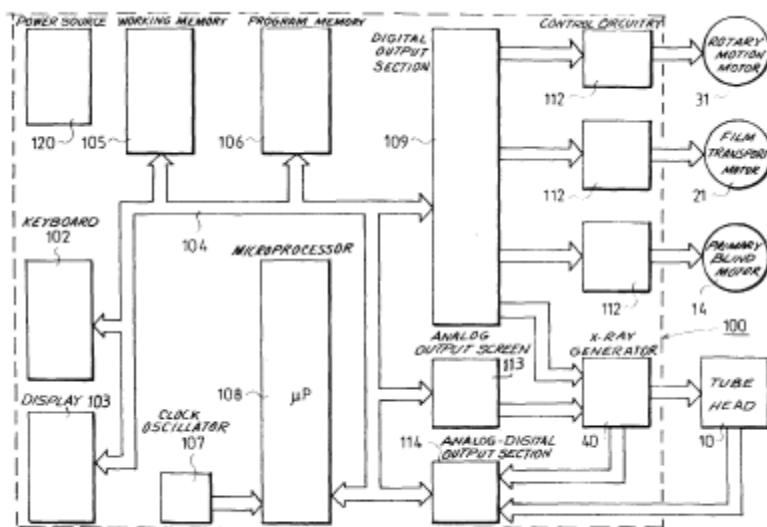 POWER SOURCE
120
WORKING MEMORY
105
PROGRAM MEMORY
106
DIGITAL
OUTPUT
SECTION
109
CONTROL CIRCUITRY
112
ROTARY
MOTION
MOTOR
31
112
FILM
TRANSPORT
MOTOR
21
112
PRIMARY
BLIND
MOTOR
14
104
KEYBOARD
102
MICROPROCESSOR
108
μP
100
ANALOG
OUTPUT SCREEN
113
X-RAY
GENERATOR
40
TUBE
HEAD
10
DISPLAY 103
CLOCK
OSCILLATOR
107
114
ANALOG-DIGITAL
OUTPUT SECTION